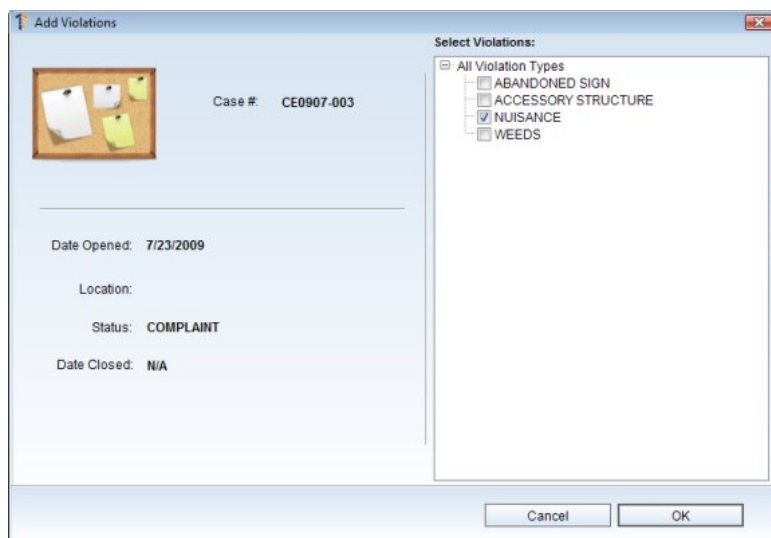 Add Violations
Case #: CE0907-003
Date Opened: 7/23/2009
Location:
Status: COMPLAINT
Date Closed: N/A
Select Violations:
All Violation Types
ABANDONED SIGN
ACCESSORY STRUCTURE
NUISANCE
WEEDS
Cancel
OK